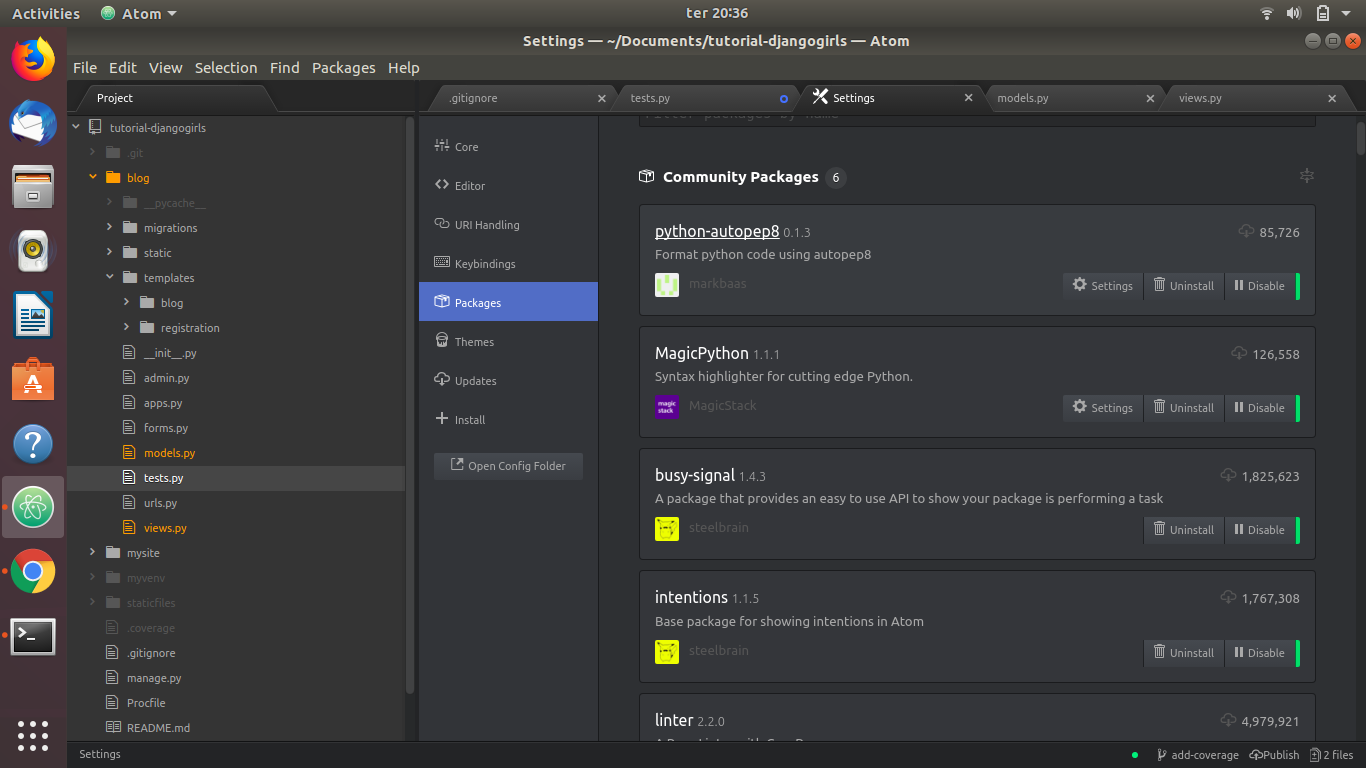 Activities Atom ter 20:36
Settings — ~/Documents/tutorial-djangogirls — Atom
File Edit View Selection Find Packages Help
Project
.gitignore tests.py Settings models.py views.py
tutorial-djangogirls
.git
blog
__pycache__
migrations
static
templates
blog
registration
__init__.py
admin.py
apps.py
forms.py
models.py
tests.py
urls.py
views.py
mysite
myvenv
staticfiles
.coverage
.gitignore
manage.py
Procfile
README.md
Core
Editor
URI Handling
Keybindings
Packages
Themes
Updates
Install
Open Config Folder
Filter packages by name
Community Packages 6
python-autopep8 0.1.3 85,726
Format python code using autopep8
markbaas Settings Uninstall Disable
MagicPython 1.1.1 126,558
Syntax highlighter for cutting edge Python.
magic
stack
MagicStack Settings Uninstall Disable
busy-signal 1.4.3 1,825,623
A package that provides an easy to use API to show your package is performing a task
steelbrain Uninstall Disable
intentions 1.1.5 1,767,308
Base package for showing intentions in Atom
steelbrain Uninstall Disable
linter 2.2.0 4,979,921
Settings add-coverage Publish 2 files